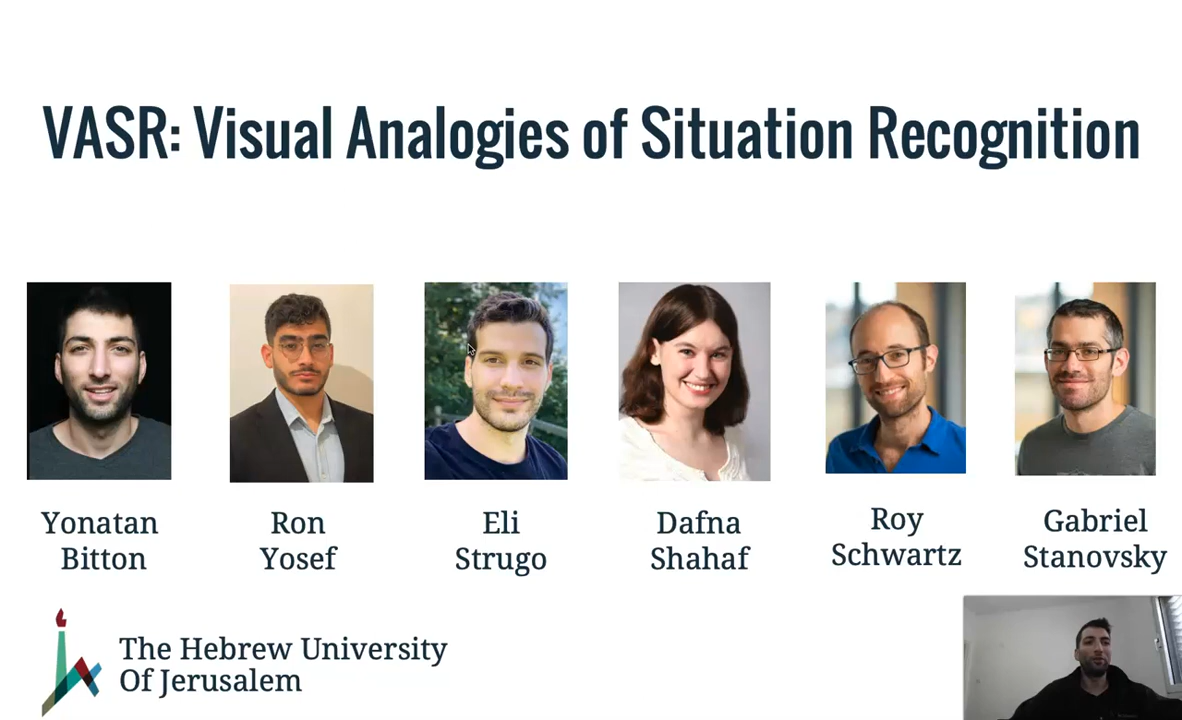 VASR: Visual Analogies of Situation Recognition
Yonatan
Bitton
Ron
Yosef
Eli
Strugo
Dafna
Shahaf
Roy
Schwartz
Gabriel
Stanovsky
The Hebrew University
Of Jerusalem